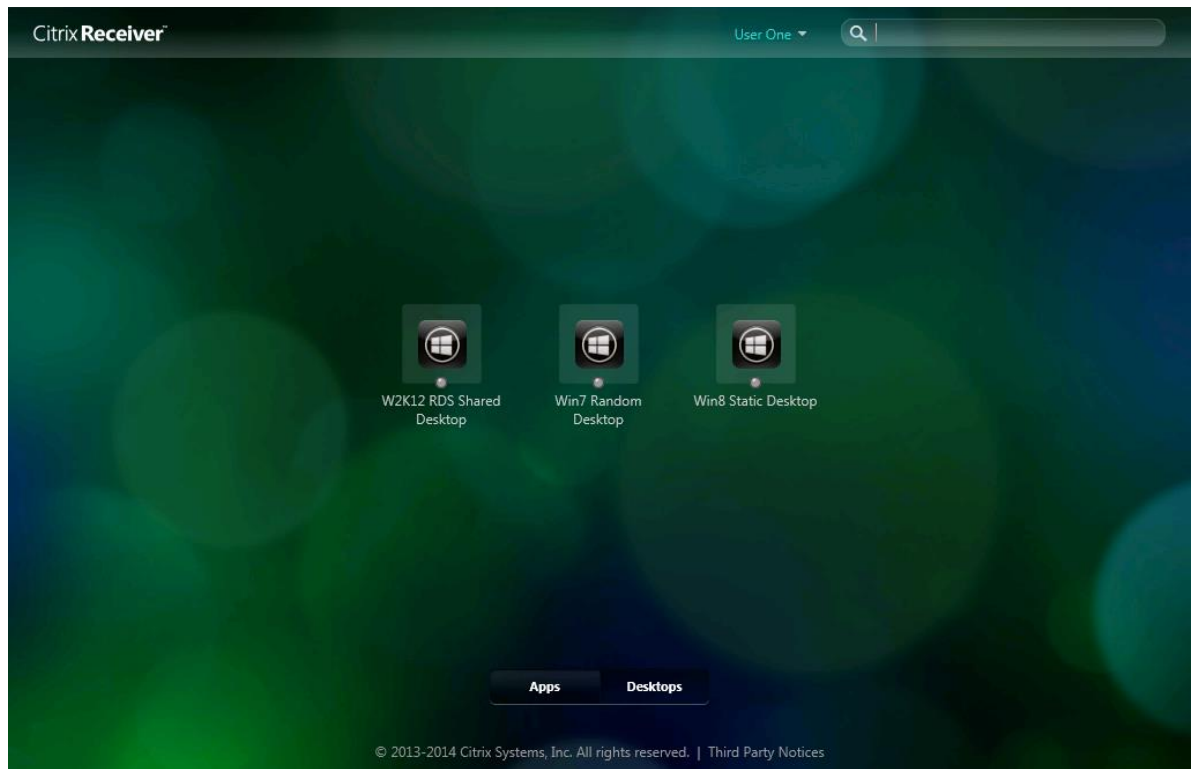 Citrix Receiver™
User One
W2K12 RDS Shared
Desktop
Win7 Random
Desktop
Win8 Static Desktop
Apps
Desktops
© 2013-2014 Citrix Systems, Inc. All rights reserved. | Third Party Notices